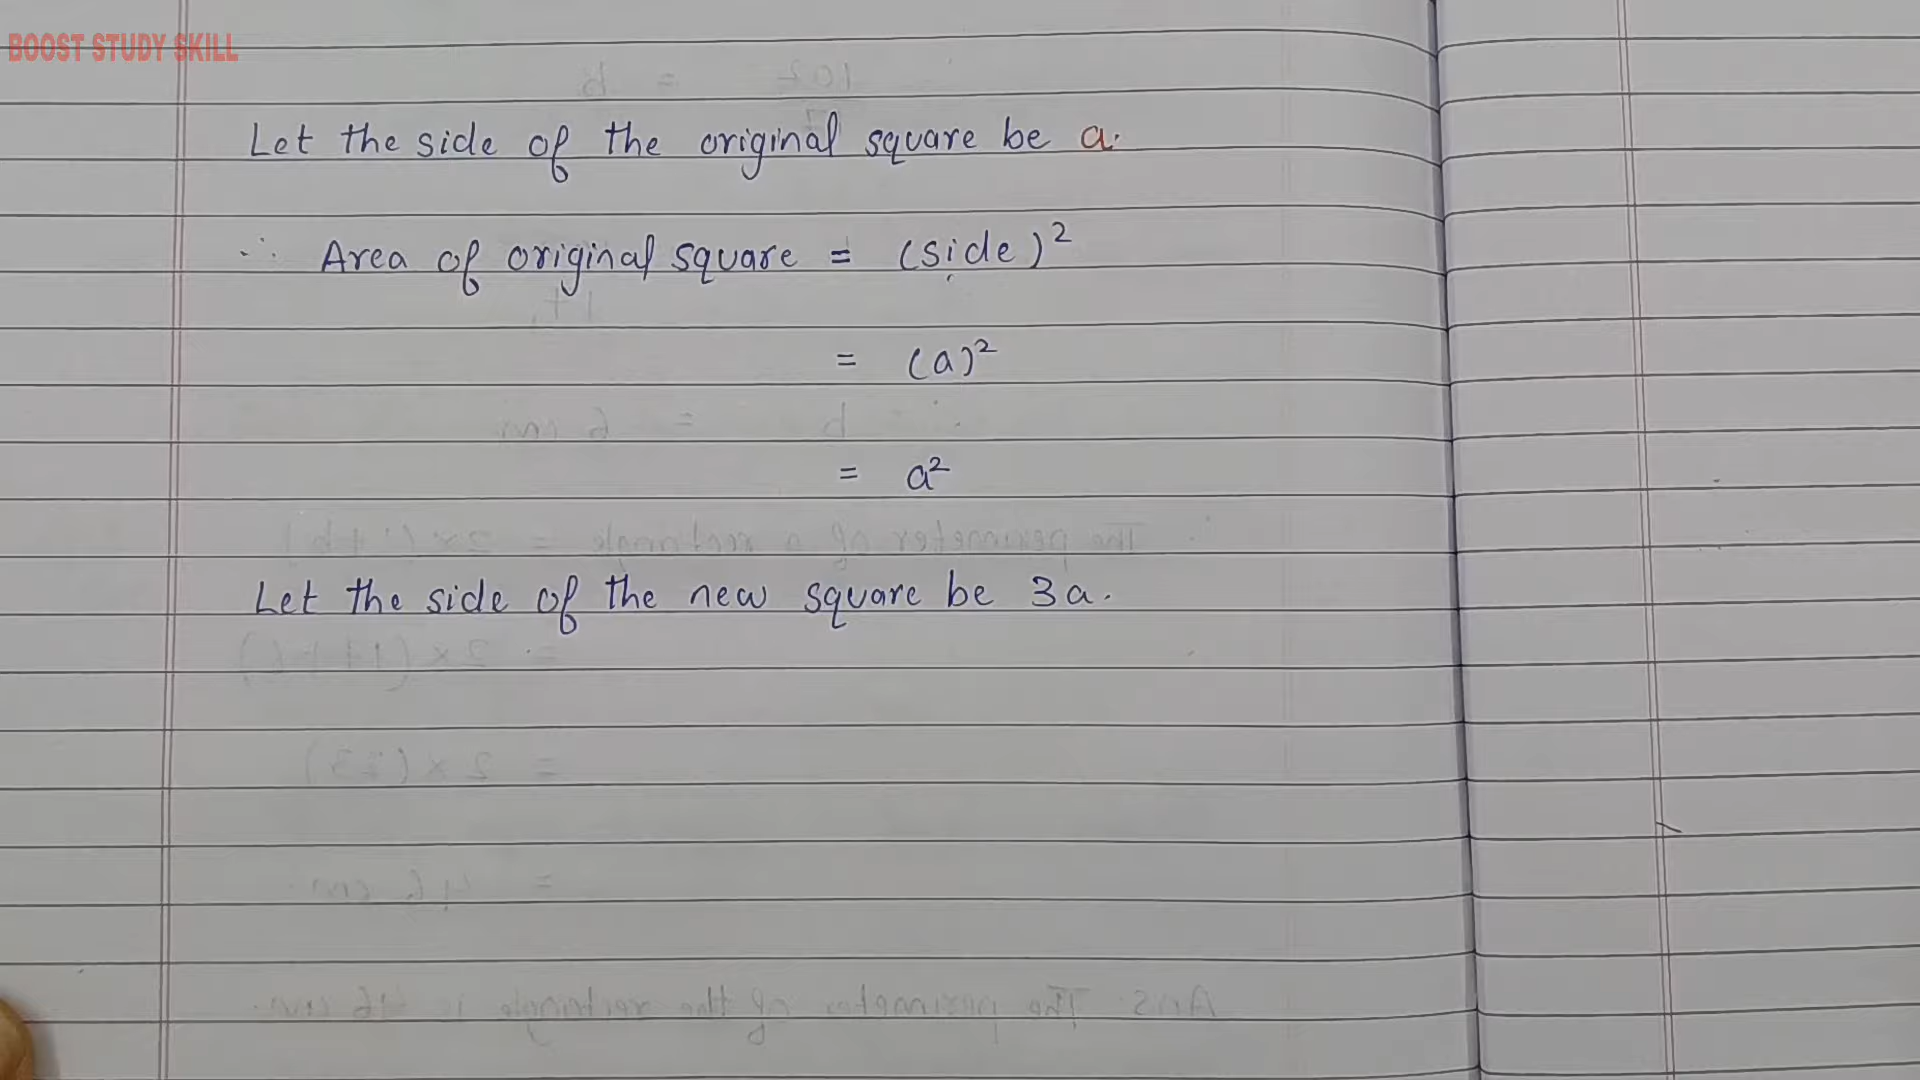 BOOST STUDY SKILL
Let the side of the original square be a.
∴ Area of original square = (side)²
= (a)²
= a²
Let the side of the new square be 3a.